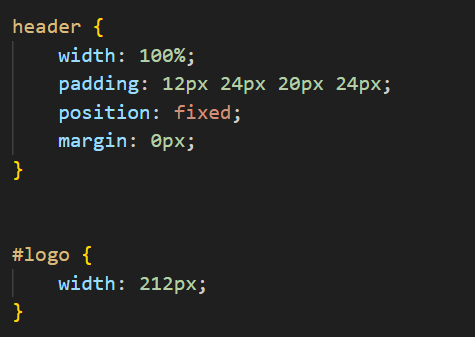 header {
    width: 100%;
    padding: 12px 24px 20px 24px;
    position: fixed;
    margin: 0px;
}
#logo {
    width: 212px;
}